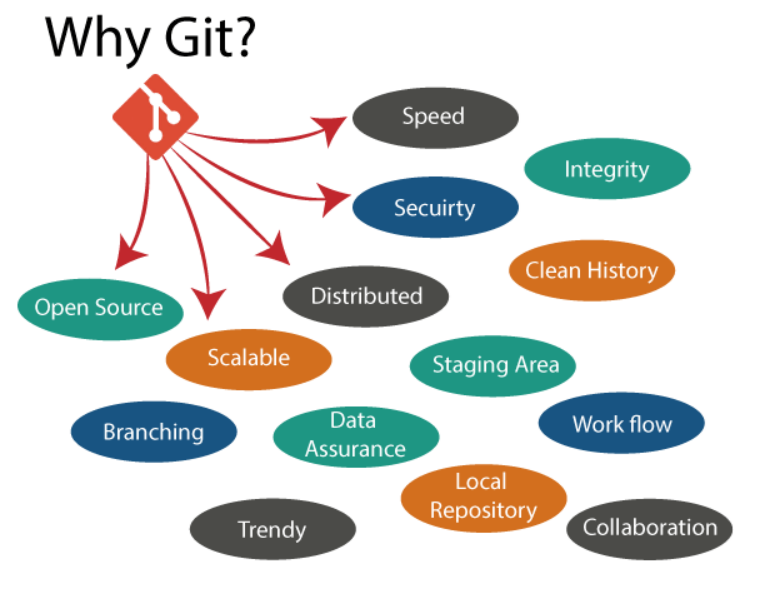 Why Git?
Speed
Integrity
Secuirty
Clean History
Distributed
Open Source
Scalable
Staging Area
Branching
Data
Assurance
Work flow
Local
Repository
Trendy
Collaboration